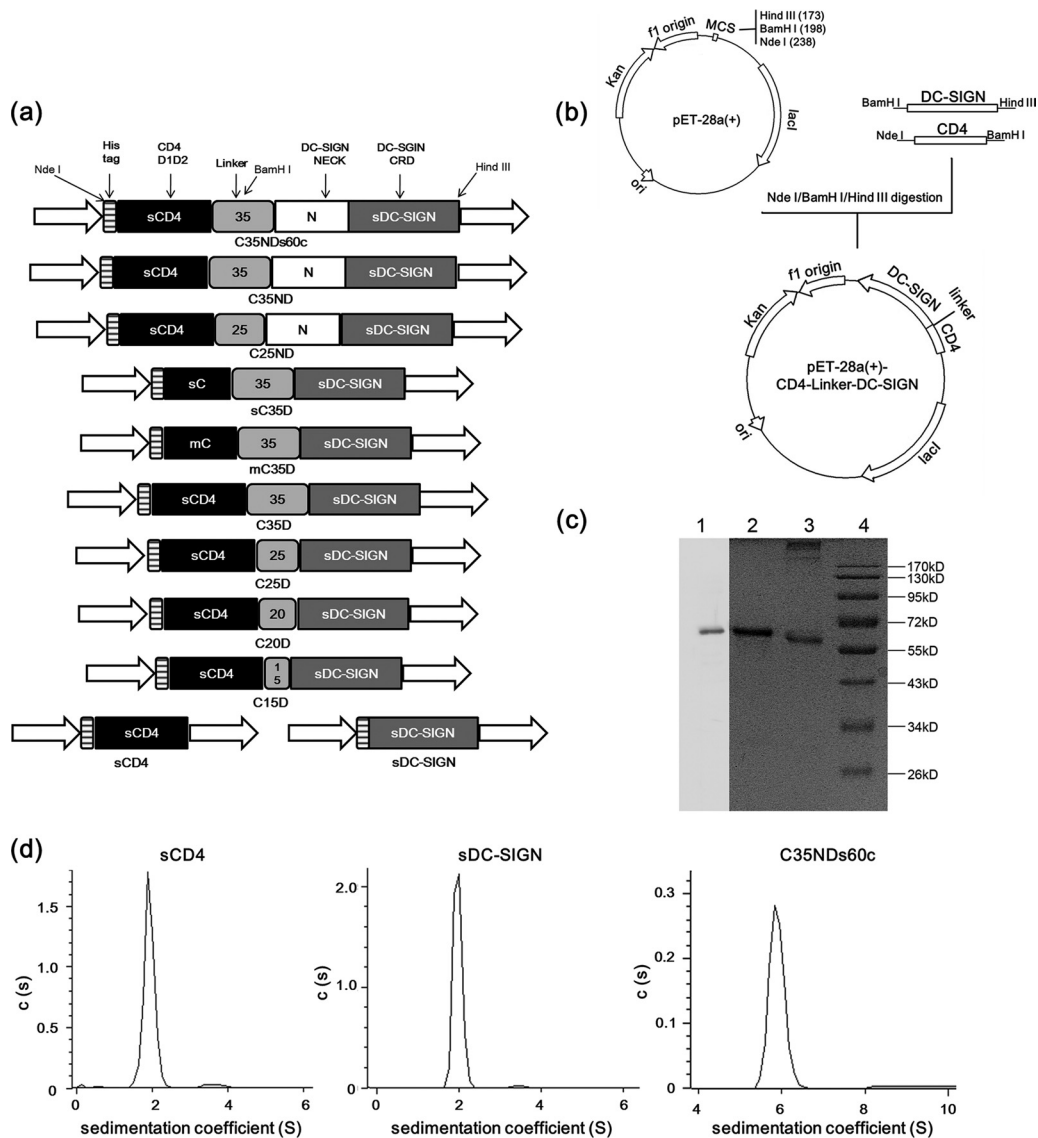 (a)
His
tag
CD4
D1D2
Linker
BamH I
DC-SIGN
NECK
DC-SGIN
CRD
Hind III
Nde I
sCD4 35 N sDC-SIGN
C35NDs60c
sCD4 35 N sDC-SIGN
C35ND
sCD4 25 N sDC-SIGN
C25ND
sC 35 sDC-SIGN
sC35D
mC 35 sDC-SIGN
mC35D
sCD4 35 sDC-SIGN
C35D
sCD4 25 sDC-SIGN
C25D
sCD4 20 sDC-SIGN
C20D
sCD4 1 sDC-SIGN
5
C15D
sCD4
sCD4
sDC-SIGN
sDC-SIGN
(b)
Hind III (173)
BamH I (198)
Nde I (238)
MCS
f1 origin
Kan
lacI
ori
pET-28a(+)
BamH I DC-SIGN Hind III
Nde I CD4 BamH I
Nde I/BamH I/Hind III digestion
f1 origin
Kan
DC-SIGN
linker
CD4
pET-28a(+)-
CD4-Linker-DC-SIGN
ori
lacI
(c)
1 2 3 4
170kD
130kD
95kD
72kD
55kD
43kD
34kD
26kD
(d)
sCD4
c (s)
1.5
1.0
0.5
0
0 2 4 6
sedimentation coefficient (S)
sDC-SIGN
c (s)
2.0
1.0
0
0 2 4 6
sedimentation coefficient (S)
C35NDs60c
c (s)
0.3
0.2
0.1
0
4 6 8 10
sedimentation coefficient (S)